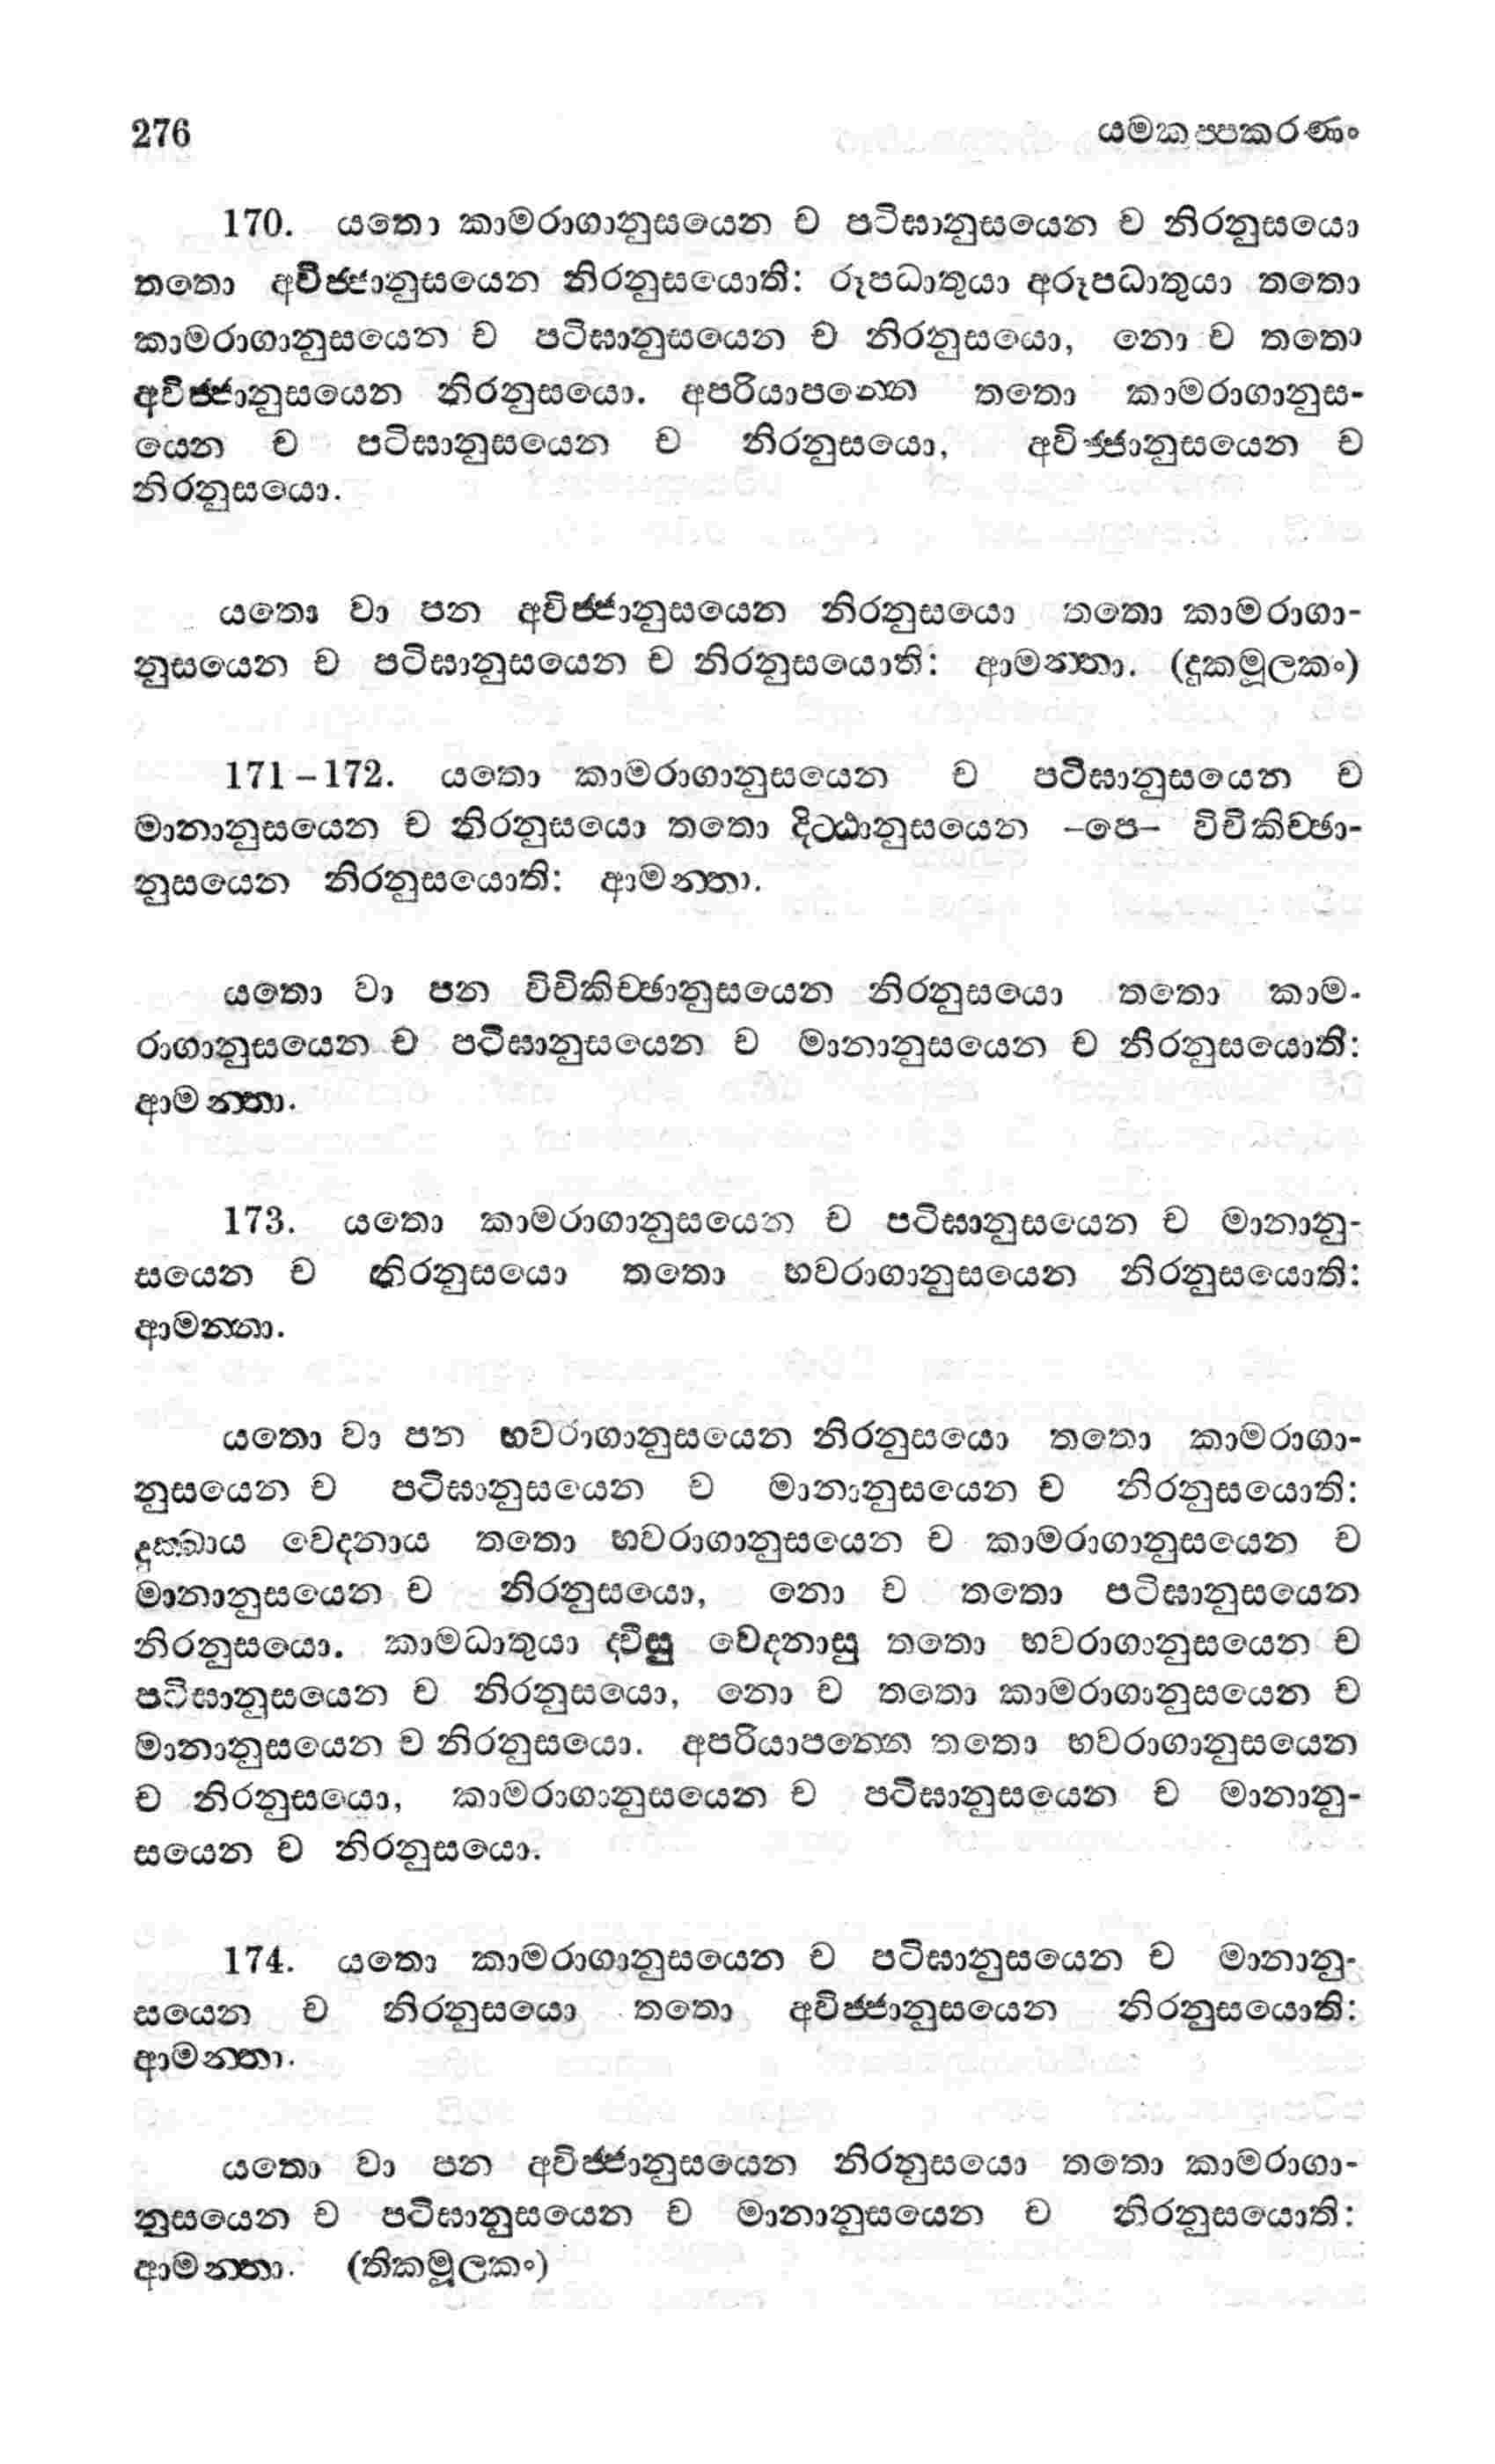 276 යමකප්පකරණං
170. යතො කාමරාගානුසයෙන ච පටිඝානුසයෙන ච නිරනුසයො
තතො අවිජ්ජානුසයෙන නිරනුසයොති: රූපධාතුයා අරූපධාතුයා තතො
කාමරාගානුසයෙන ච පටිඝානුසයෙන ච නිරනුසයො, නො ච තතො
අවිජ්ජානුසයෙන නිරනුසයො. අපරියාපන්නෙ තතො කාමරාගානුස-
යෙන ච පටිඝානුසයෙන ච නිරනුසයො, අවිජ්ජානුසයෙන ච
නිරනුසයො.
යතො වා පන අවිජ්ජානුසයෙන නිරනුසයො තතො කාමරාගා-
නුසයෙන ච පටිඝානුසයෙන ච නිරනුසයොති: ආමන්තා. (දුකමූලකං)
171-172. යතො කාමරාගානුසයෙන ච පටිඝානුසයෙන ච
මානානුසයෙන ච නිරනුසයො තතො දිට්ඨානුසයෙන -පෙ- විචිකිච්ඡා-
නුසයෙන නිරනුසයොති: ආමන්තා.
යතො වා පන විචිකිච්ඡානුසයෙන නිරනුසයො තතො කාම-
රාගානුසයෙන ච පටිඝානුසයෙන ච මානානුසයෙන ච නිරනුසයොති:
ආමන්තා.
173. යතො කාමරාගානුසයෙන ච පටිඝානුසයෙන ච මානානු-
සයෙන ච නිරනුසයො තතො භවරාගානුසයෙන නිරනුසයොති:
ආමන්තා.
යතො වා පන භවරාගානුසයෙන නිරනුසයො තතො කාමරාගා-
නුසයෙන ච පටිඝානුසයෙන ච මානානුසයෙන ච නිරනුසයොති:
දුක්ඛාය වෙදනාය තතො භවරාගානුසයෙන ච කාමරාගානුසයෙන ච
මානානුසයෙන ච නිරනුසයො, නො ච තතො පටිඝානුසයෙන
නිරනුසයො. කාමධාතුයා ද්වීසු වෙදනාසු තතො භවරාගානුසයෙන ච
පටිඝානුසයෙන ච නිරනුසයො, නො ච තතො කාමරාගානුසයෙන ච
මානානුසයෙන ච නිරනුසයො. අපරියාපන්නෙ තතො භවරාගානුසයෙන
ච නිරනුසයො, කාමරාගානුසයෙන ච පටිඝානුසයෙන ච මානානු-
සයෙන ච නිරනුසයො.
174. යතො කාමරාගානුසයෙන ච පටිඝානුසයෙන ච මානානු-
සයෙන ච නිරනුසයො තතො අවිජ්ජානුසයෙන නිරනුසයොති:
ආමන්තා.
යතො වා පන අවිජ්ජානුසයෙන නිරනුසයො තතො කාමරාගා-
නුසයෙන ච පටිඝානුසයෙන ච මානානුසයෙන ච නිරනුසයොති:
ආමන්තා. (තිකමූලකං)